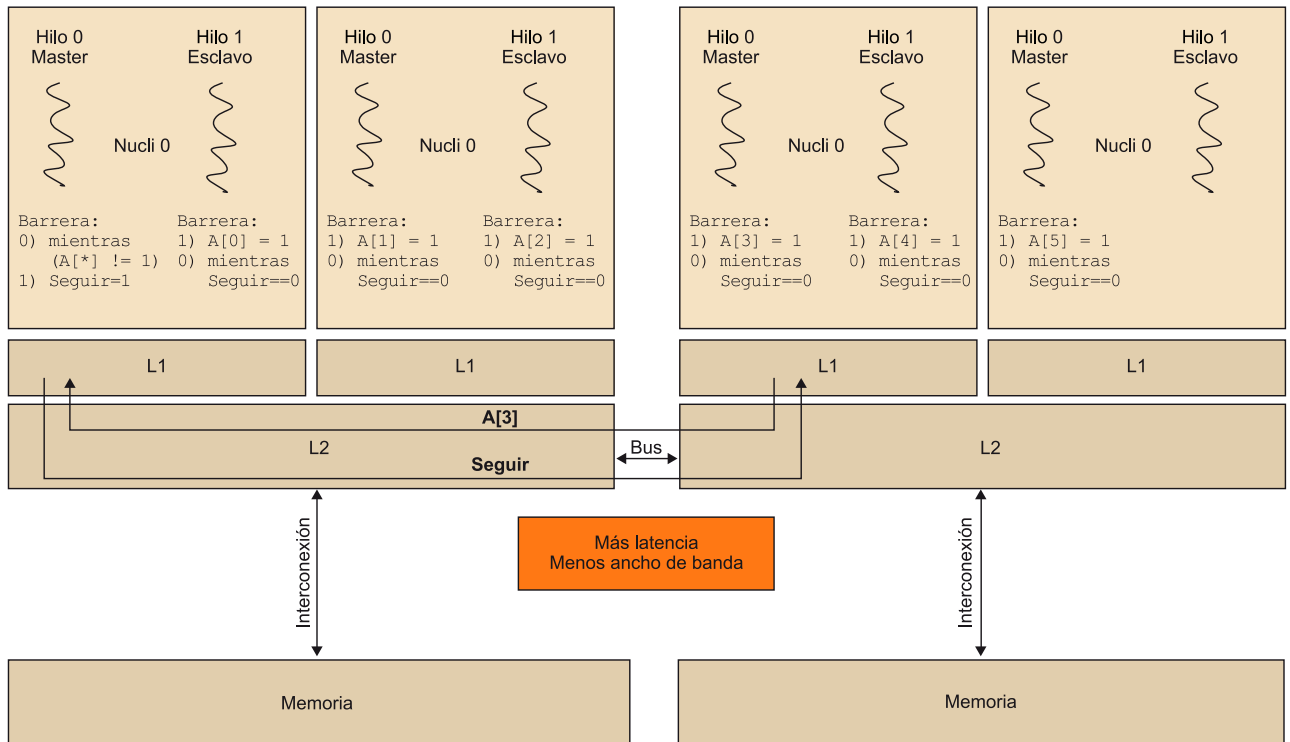 Hilo 0
Master
Hilo 1
Esclavo
Nucli 0
Barrera:
0) mientras
(A[*] != 1)
1) Seguir=1
Barrera:
1) A[0] = 1
0) mientras
Seguir==0
Hilo 0
Master
Hilo 1
Esclavo
Nucli 0
Barrera:
1) A[1] = 1
0) mientras
Seguir==0
Barrera:
1) A[2] = 1
0) mientras
Seguir==0
Hilo 0
Master
Hilo 1
Esclavo
Nucli 0
Barrera:
1) A[3] = 1
0) mientras
Seguir==0
Barrera:
1) A[4] = 1
0) mientras
Seguir==0
Hilo 0
Master
Hilo 1
Esclavo
Nucli 0
Barrera:
1) A[5] = 1
0) mientras
Seguir==0
L1
L1
L1
L1
A[3]
L2
Bus
L2
Seguir
Interconexión
Más latencia
Menos ancho de banda
Interconexión
Memoria
Memoria